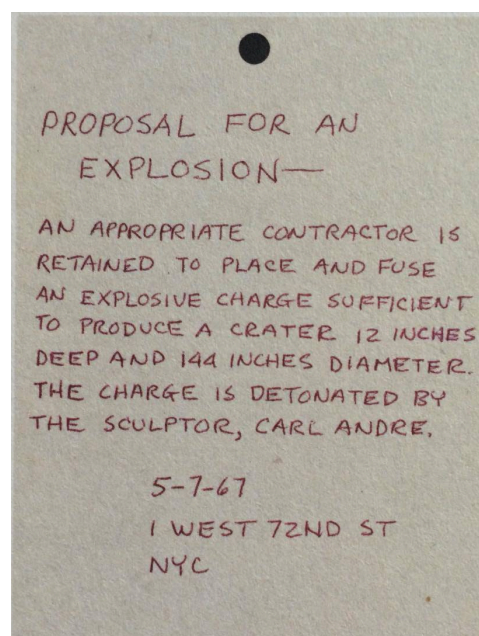 PROPOSAL FOR AN
EXPLOSION—
AN APPROPRIATE CONTRACTOR IS
RETAINED TO PLACE AND FUSE
AN EXPLOSIVE CHARGE SUFFICIENT
TO PRODUCE A CRATER 12 INCHES
DEEP AND 144 INCHES DIAMETER.
THE CHARGE IS DETONATED BY
THE SCULPTOR, CARL ANDRE.
5-7-67
1 WEST 72ND ST
NYC